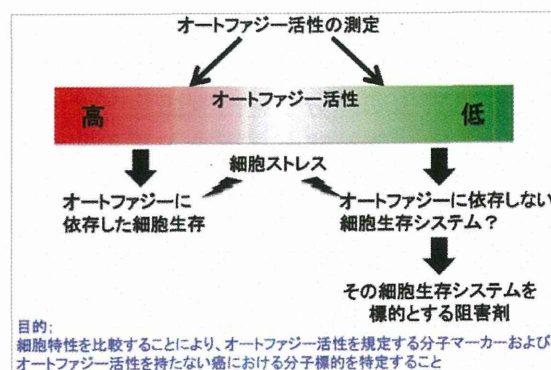 オートファジー活性の測定
オートファジー活性
高
低
細胞ストレス
オートファジーに
依存した細胞生存
オートファジーに依存しない
細胞生存システム?
その細胞生存システムを
標的とする阻害剤
目的;
細胞特性を比較することにより、オートファジー活性を規定する分子マーカーおよび
オートファジー活性を持たない癌における分子標的を特定すること